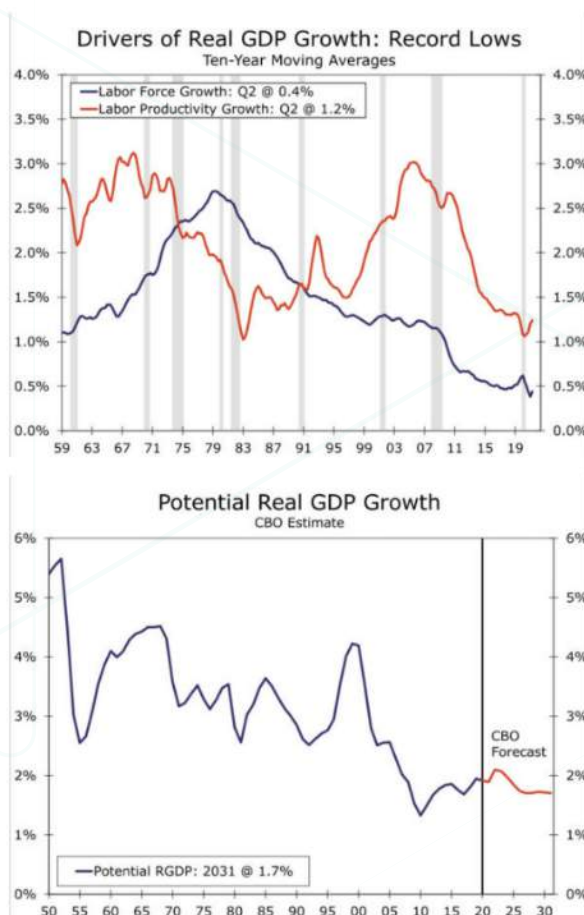 Drivers of Real GDP Growth: Record Lows
Ten-Year Moving Averages
4.0% 4.0%
Labor Force Growth: Q2 @ 0.4%
Labor Productivity Growth: Q2 @ 1.2%
3.5% 3.5%
3.0% 3.0%
2.5% 2.5%
2.0% 2.0%
1.5% 1.5%
1.0% 1.0%
0.5% 0.5%
0.0% 0.0%
59 63 67 71 75 79 83 87 91 95 99 03 07 11 15 19
Potential Real GDP Growth
CBO Estimate
6% 6%
5% 5%
4% 4%
3% 3%
CBO
Forecast
2% 2%
1% 1%
Potential RGDP: 2031 @ 1.7%
0% 0%
50 55 60 65 70 75 80 85 90 95 00 05 10 15 20 25 30